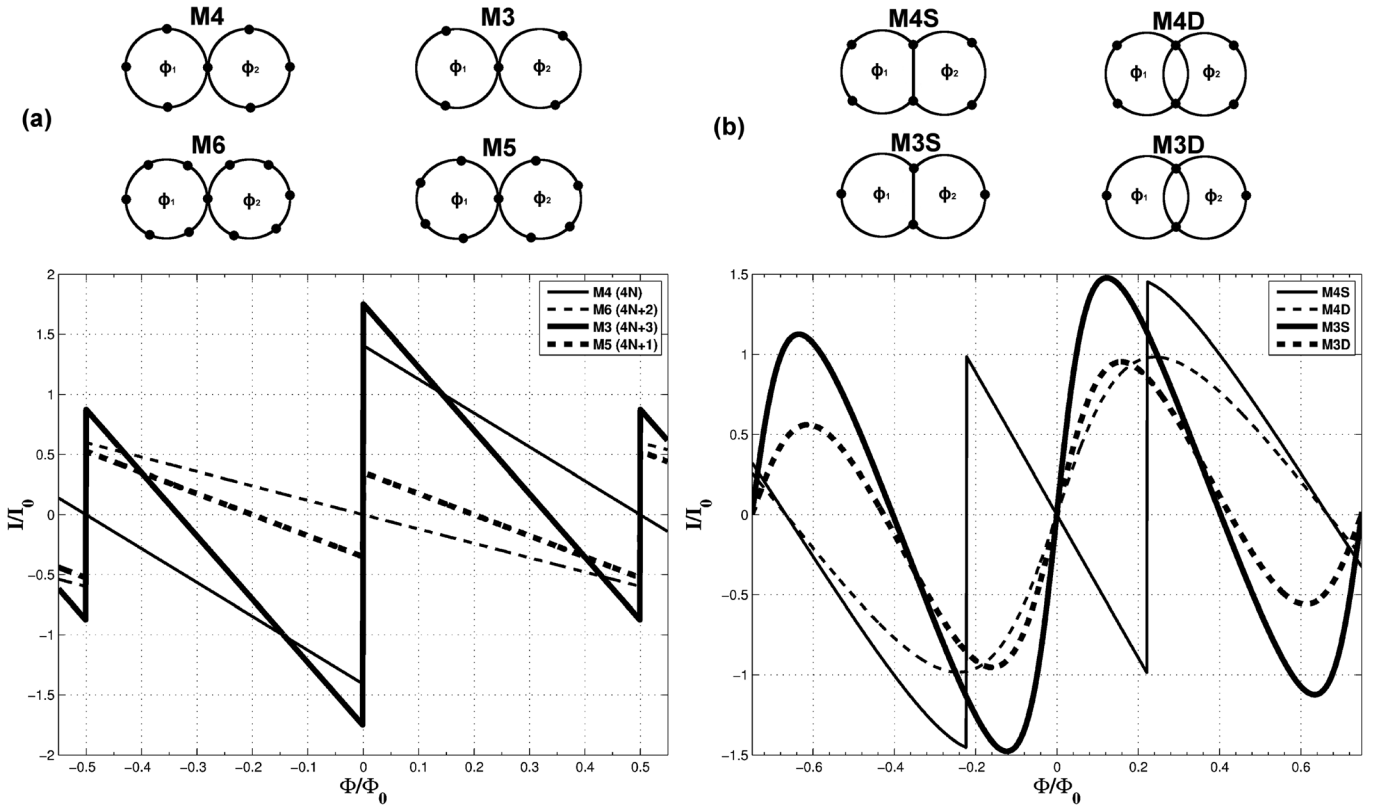 M4 M3
Φ₁ Φ₂ Φ₁ Φ₂
(a)
M6 M5
Φ₁ Φ₂ Φ₁ Φ₂
M4S M4D
Φ₁ Φ₂ Φ₁ Φ₂
(b)
M3S M3D
Φ₁ Φ₂ Φ₁ Φ₂
M4 (4N)
M6 (4N+2)
M3 (4N+3)
M5 (4N+1)
2
1.5
1
0.5
0
−0.5
−1
−1.5
−2
I/I₀
−0.5 −0.4 −0.3 −0.2 −0.1 0 0.1 0.2 0.3 0.4 0.5
Φ/Φ₀
M4S
M4D
M3S
M3D
1.5
1
0.5
0
−0.5
−1
−1.5
I/I₀
−0.6 −0.4 −0.2 0 0.2 0.4 0.6
Φ/Φ₀